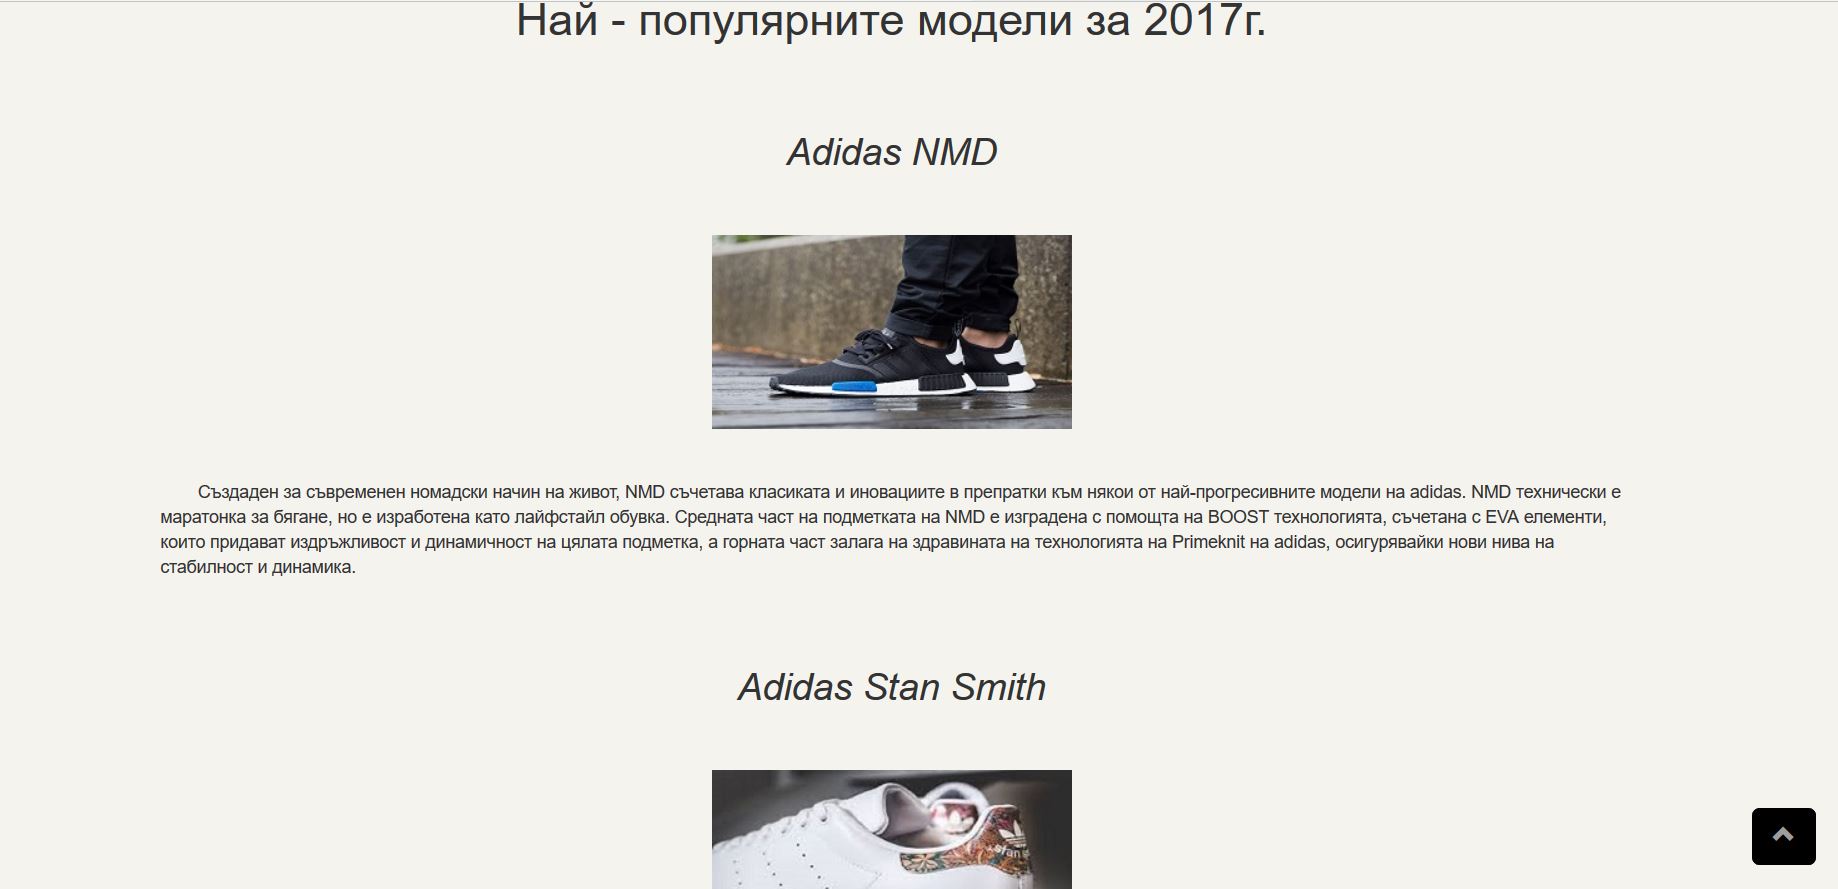 Най - популярните модели за 2017г.
Adidas NMD
Създаден за съвременен номадски начин на живот, NMD съчетава класиката и иновациите в препратки към някои от най-прогресивните модели на adidas. NMD технически е
маратонка за бягане, но е изработена като лайфстайл обувка. Средната част на подметката на NMD е изградена с помощта на BOOST технологията, съчетана с EVA елементи,
които придават издръжливост и динамичност на цялата подметка, а горната част залага на здравината на технологията на Primeknit на adidas, осигурявайки нови нива на
стабилност и динамика.
Adidas Stan Smith
stan